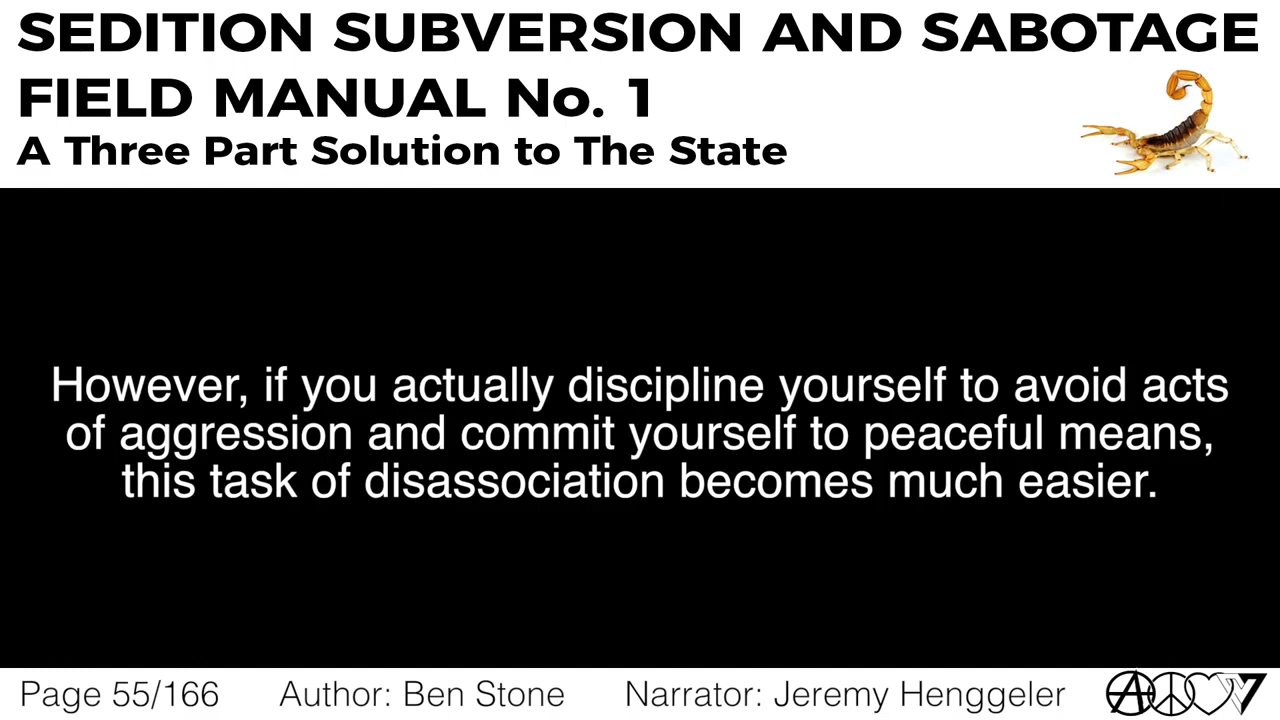 SEDITION SUBVERSION AND SABOTAGE
FIELD MANUAL No. 1
A Three Part Solution to The State
However, if you actually discipline yourself to avoid acts
of aggression and commit yourself to peaceful means,
this task of disassociation becomes much easier.
Page 55/166 Author: Ben Stone Narrator: Jeremy Henggeler